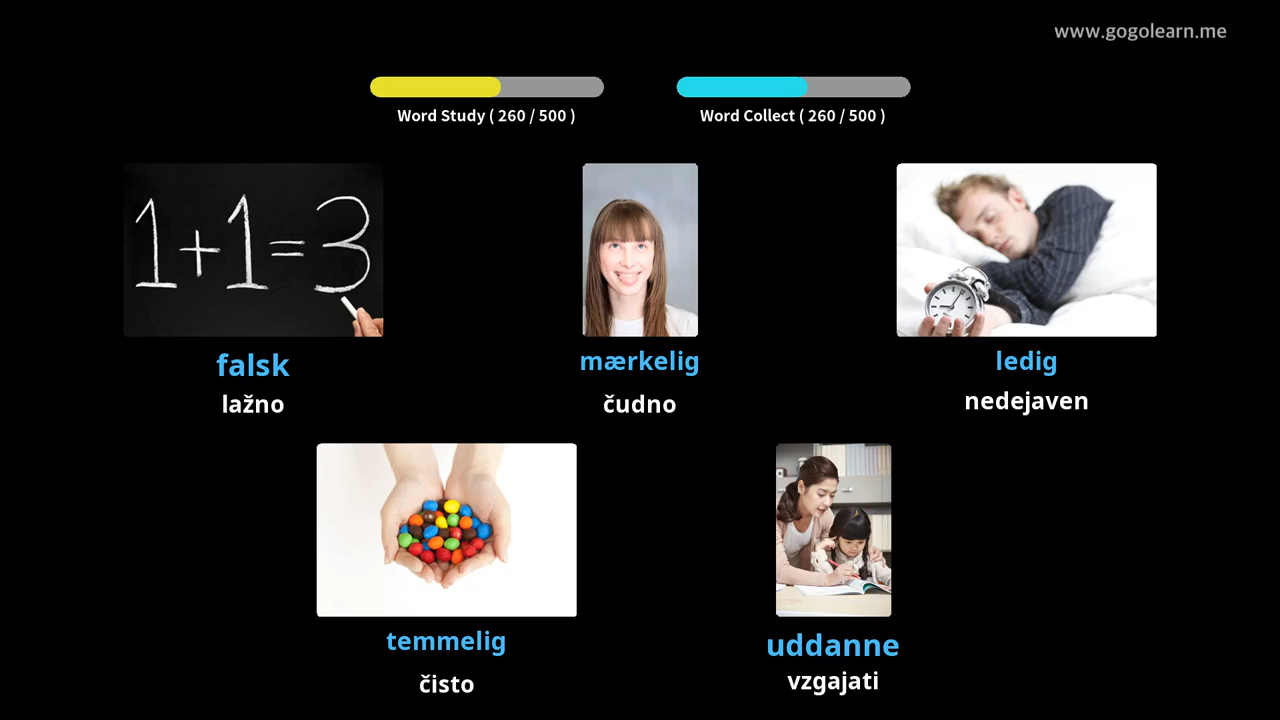 www.gogolearn.me
Word Study ( 260 / 500 )
Word Collect ( 260 / 500 )
1+1=3
falsk
lažno
mærkelig
čudno
ledig
nedejaven
temmelig
čisto
uddanne
vzgajati